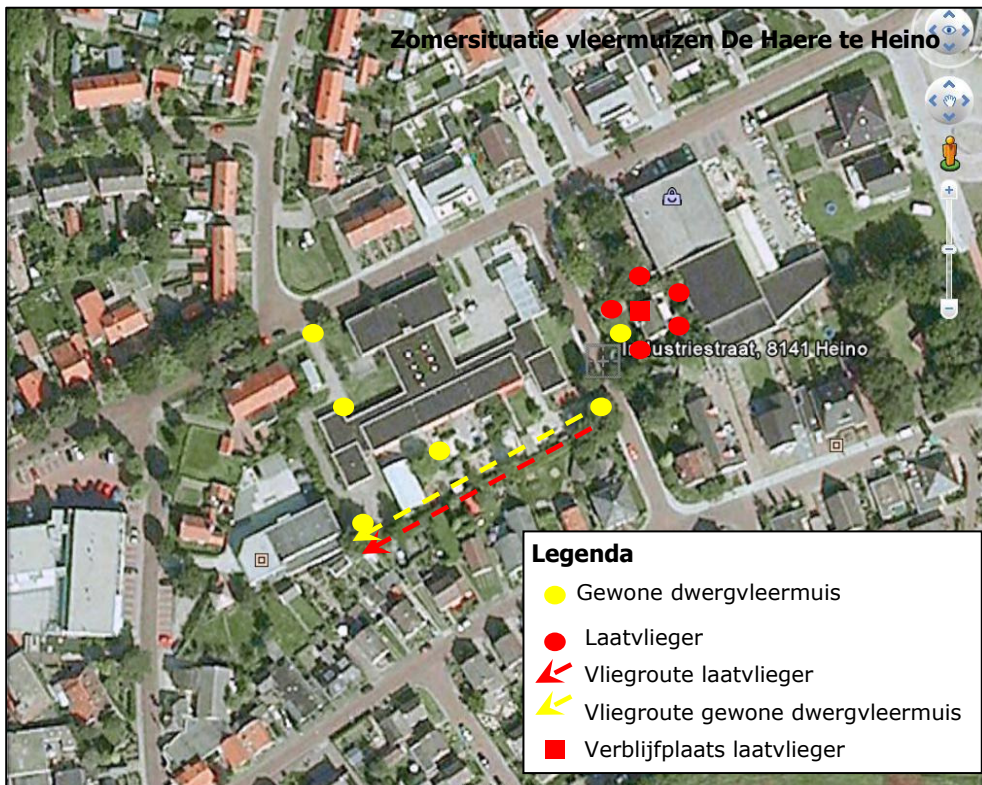 Zomersituatie vleermuizen De Haere te Heino
Industriestraat, 8141 Heino
Legenda
Gewone dwergvleermuis
Laatvlieger
Vliegroute laatvlieger
Vliegroute gewone dwergvleermuis
Verblijfplaats laatvlieger